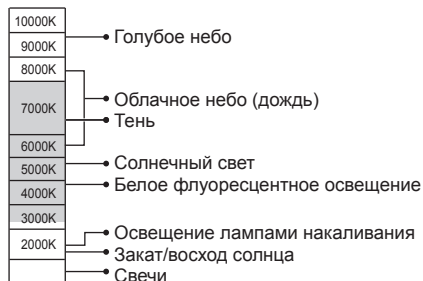 10000K
Голубое небо
9000K
8000K
Облачное небо (дождь)
7000K
Тень
6000K
Солнечный свет
5000K
Белое флуоресцентное освещение
4000K
3000K
Освещение лампами накаливания
2000K
Закат/восход солнца
Свечи